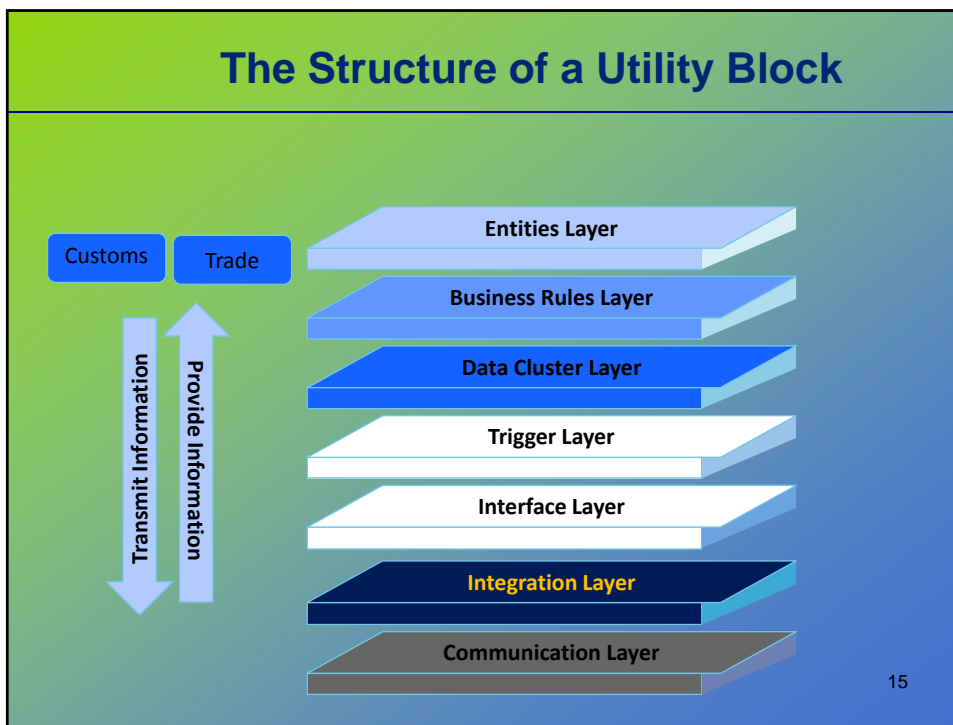 The Structure of a Utility Block
Customs
Trade
Transmit Information
Provide Information
Entities Layer
Business Rules Layer
Data Cluster Layer
Trigger Layer
Interface Layer
Integration Layer
Communication Layer
15